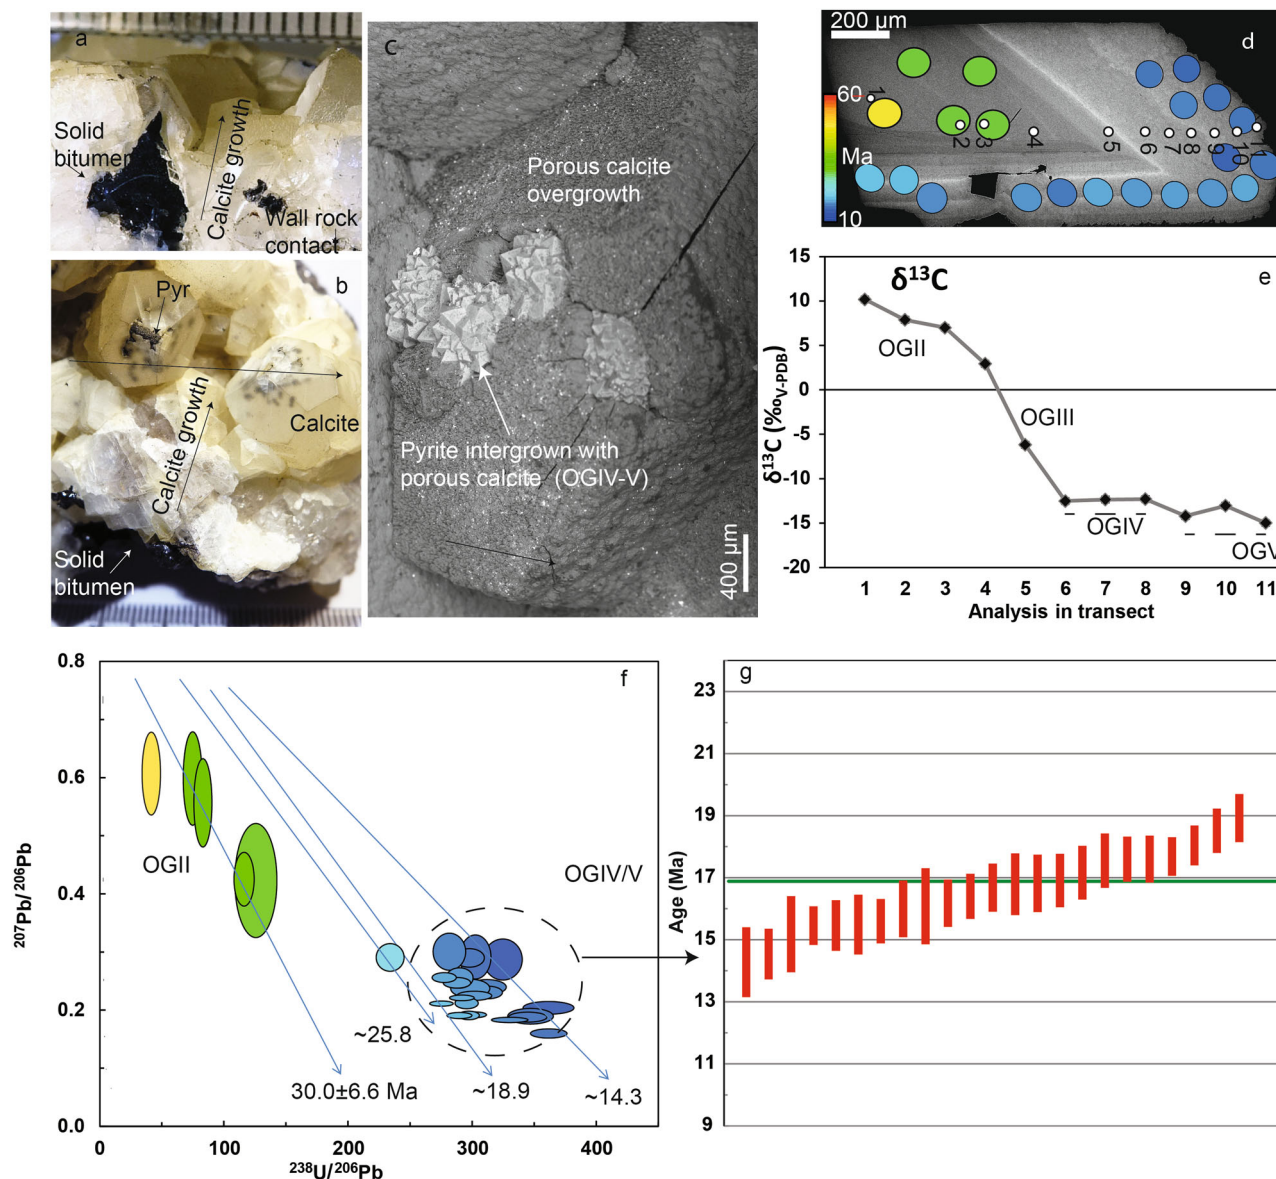 a
Solid
bitumen
Calcite growth
Wall rock
contact
b
Pyr
Calcite growth
Calcite
Solid
bitumen
c
Porous calcite
overgrowth
Pyrite intergrown with
porous calcite (OGIV-V)
400 µm
200 µm
d
60
Ma
10
1
2
3
4
5
6
7
8
9
10
11
e
δ¹³C
15
10
5
0
-5
-10
-15
-20
δ¹³C (‰V-PDB)
OGII
OGIII
OGIV
OGV
1 2 3 4 5 6 7 8 9 10 11
Analysis in transect
f
0.8
0.6
0.4
0.2
0.0
²⁰⁷Pb/²⁰⁶Pb
OGII
OGIV/V
~25.8
30.0±6.6 Ma
~18.9
~14.3
0 100 200 300 400
²³⁸U/²⁰⁶Pb
g
23
21
19
17
15
13
11
9
Age (Ma)